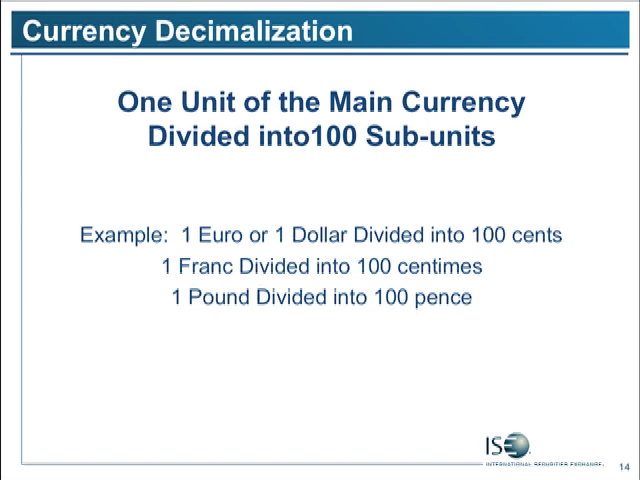 Currency Decimalization
One Unit of the Main Currency
Divided into100 Sub-units
Example: 1 Euro or 1 Dollar Divided into 100 cents
1 Franc Divided into 100 centimes
1 Pound Divided into 100 pence
ISE
INTERNATIONAL SECURITIES EXCHANGE.
14